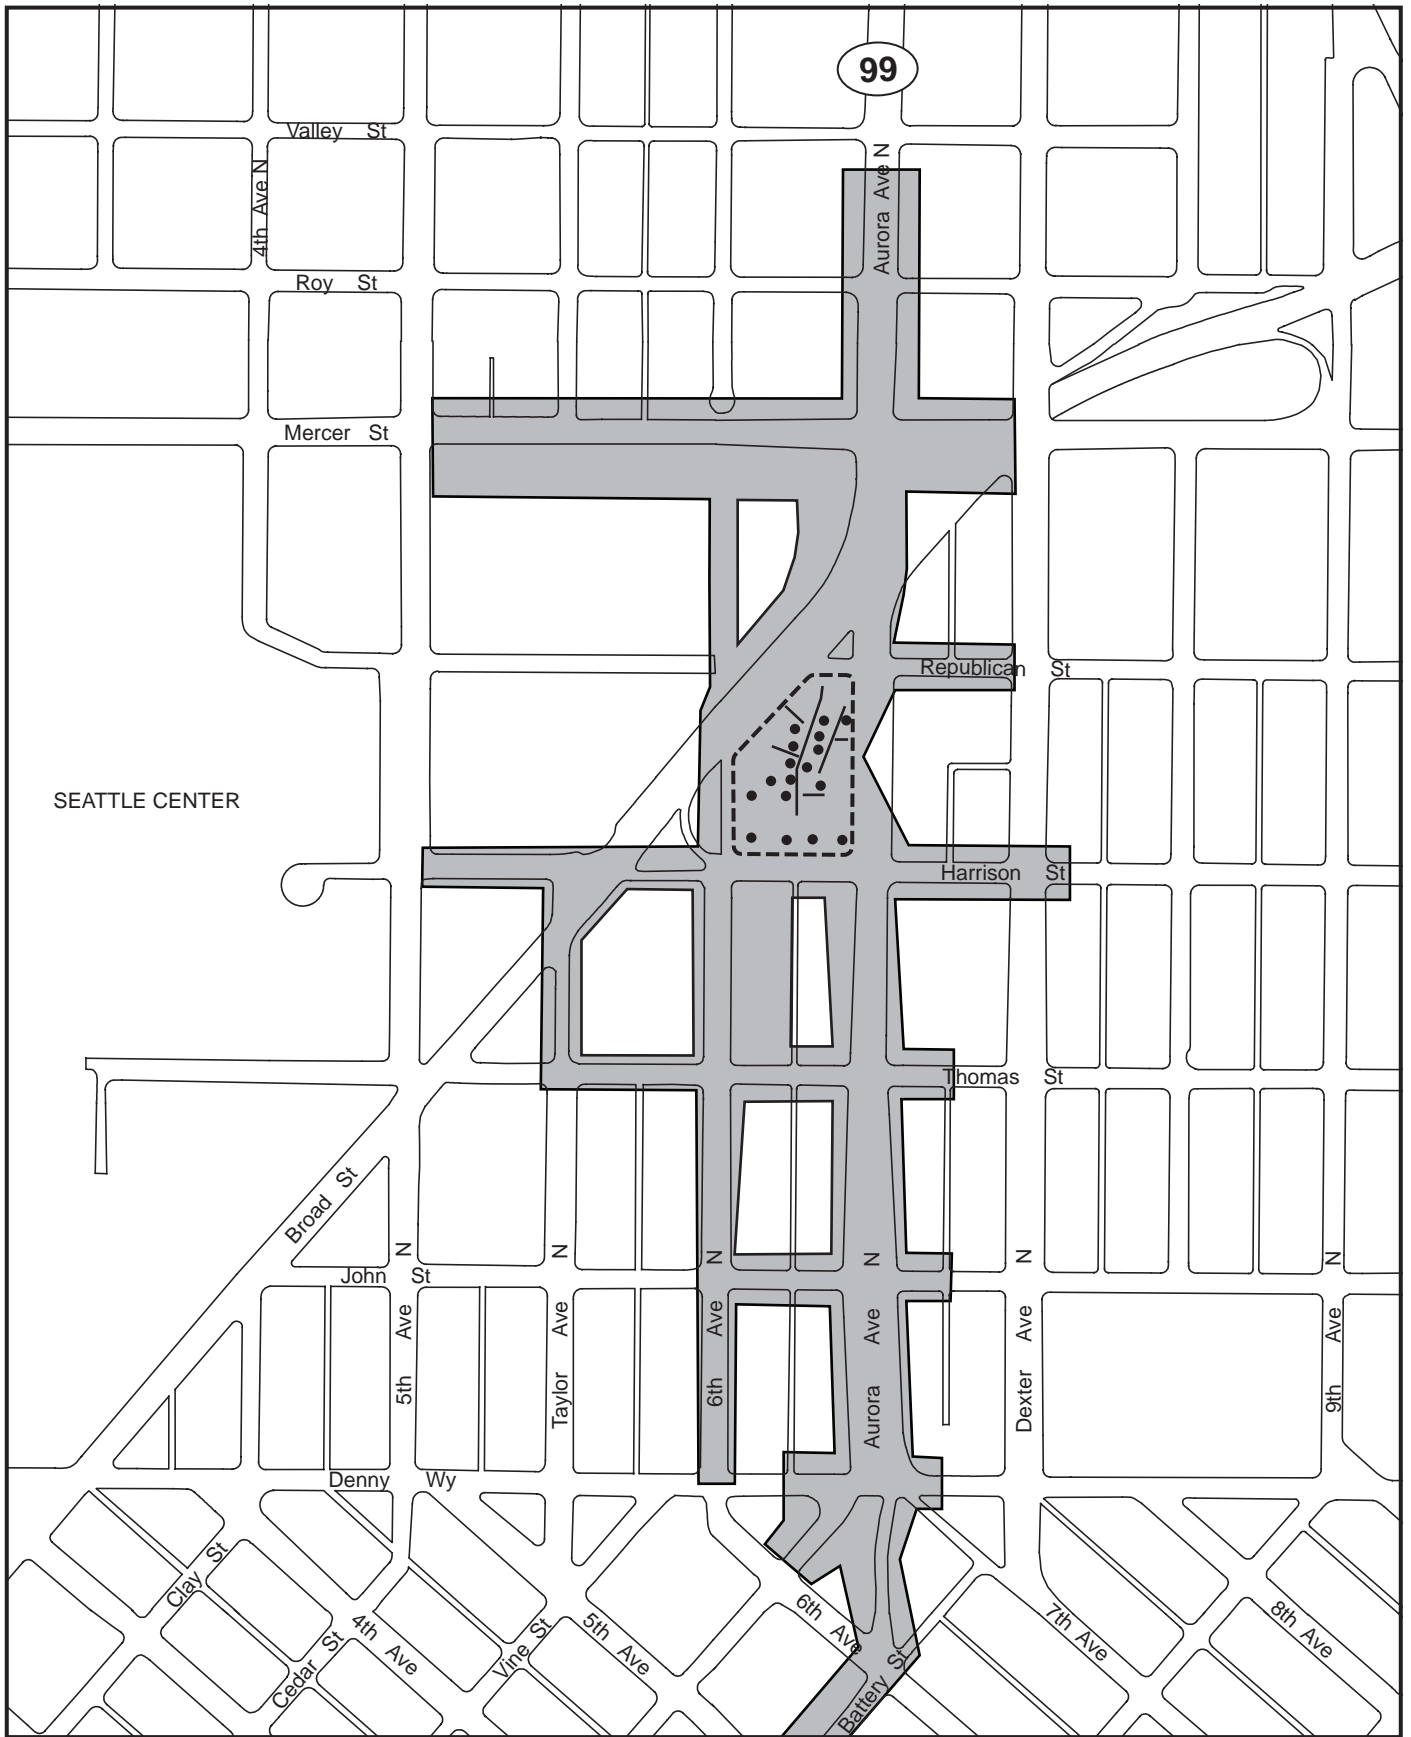 99
Valley St
4th Ave N
Aurora Ave N
Roy St
Mercer St
Republican St
SEATTLE CENTER
Harrison St
Thomas St
Broad St
John St
5th Ave N
Taylor Ave N
6th Ave N
Aurora Ave N
Dexter Ave N
9th Ave N
Denny Wy
Clay St
Cedar St
4th Ave
Vine St
5th Ave
6th Ave
Battery St
7th Ave
8th Ave